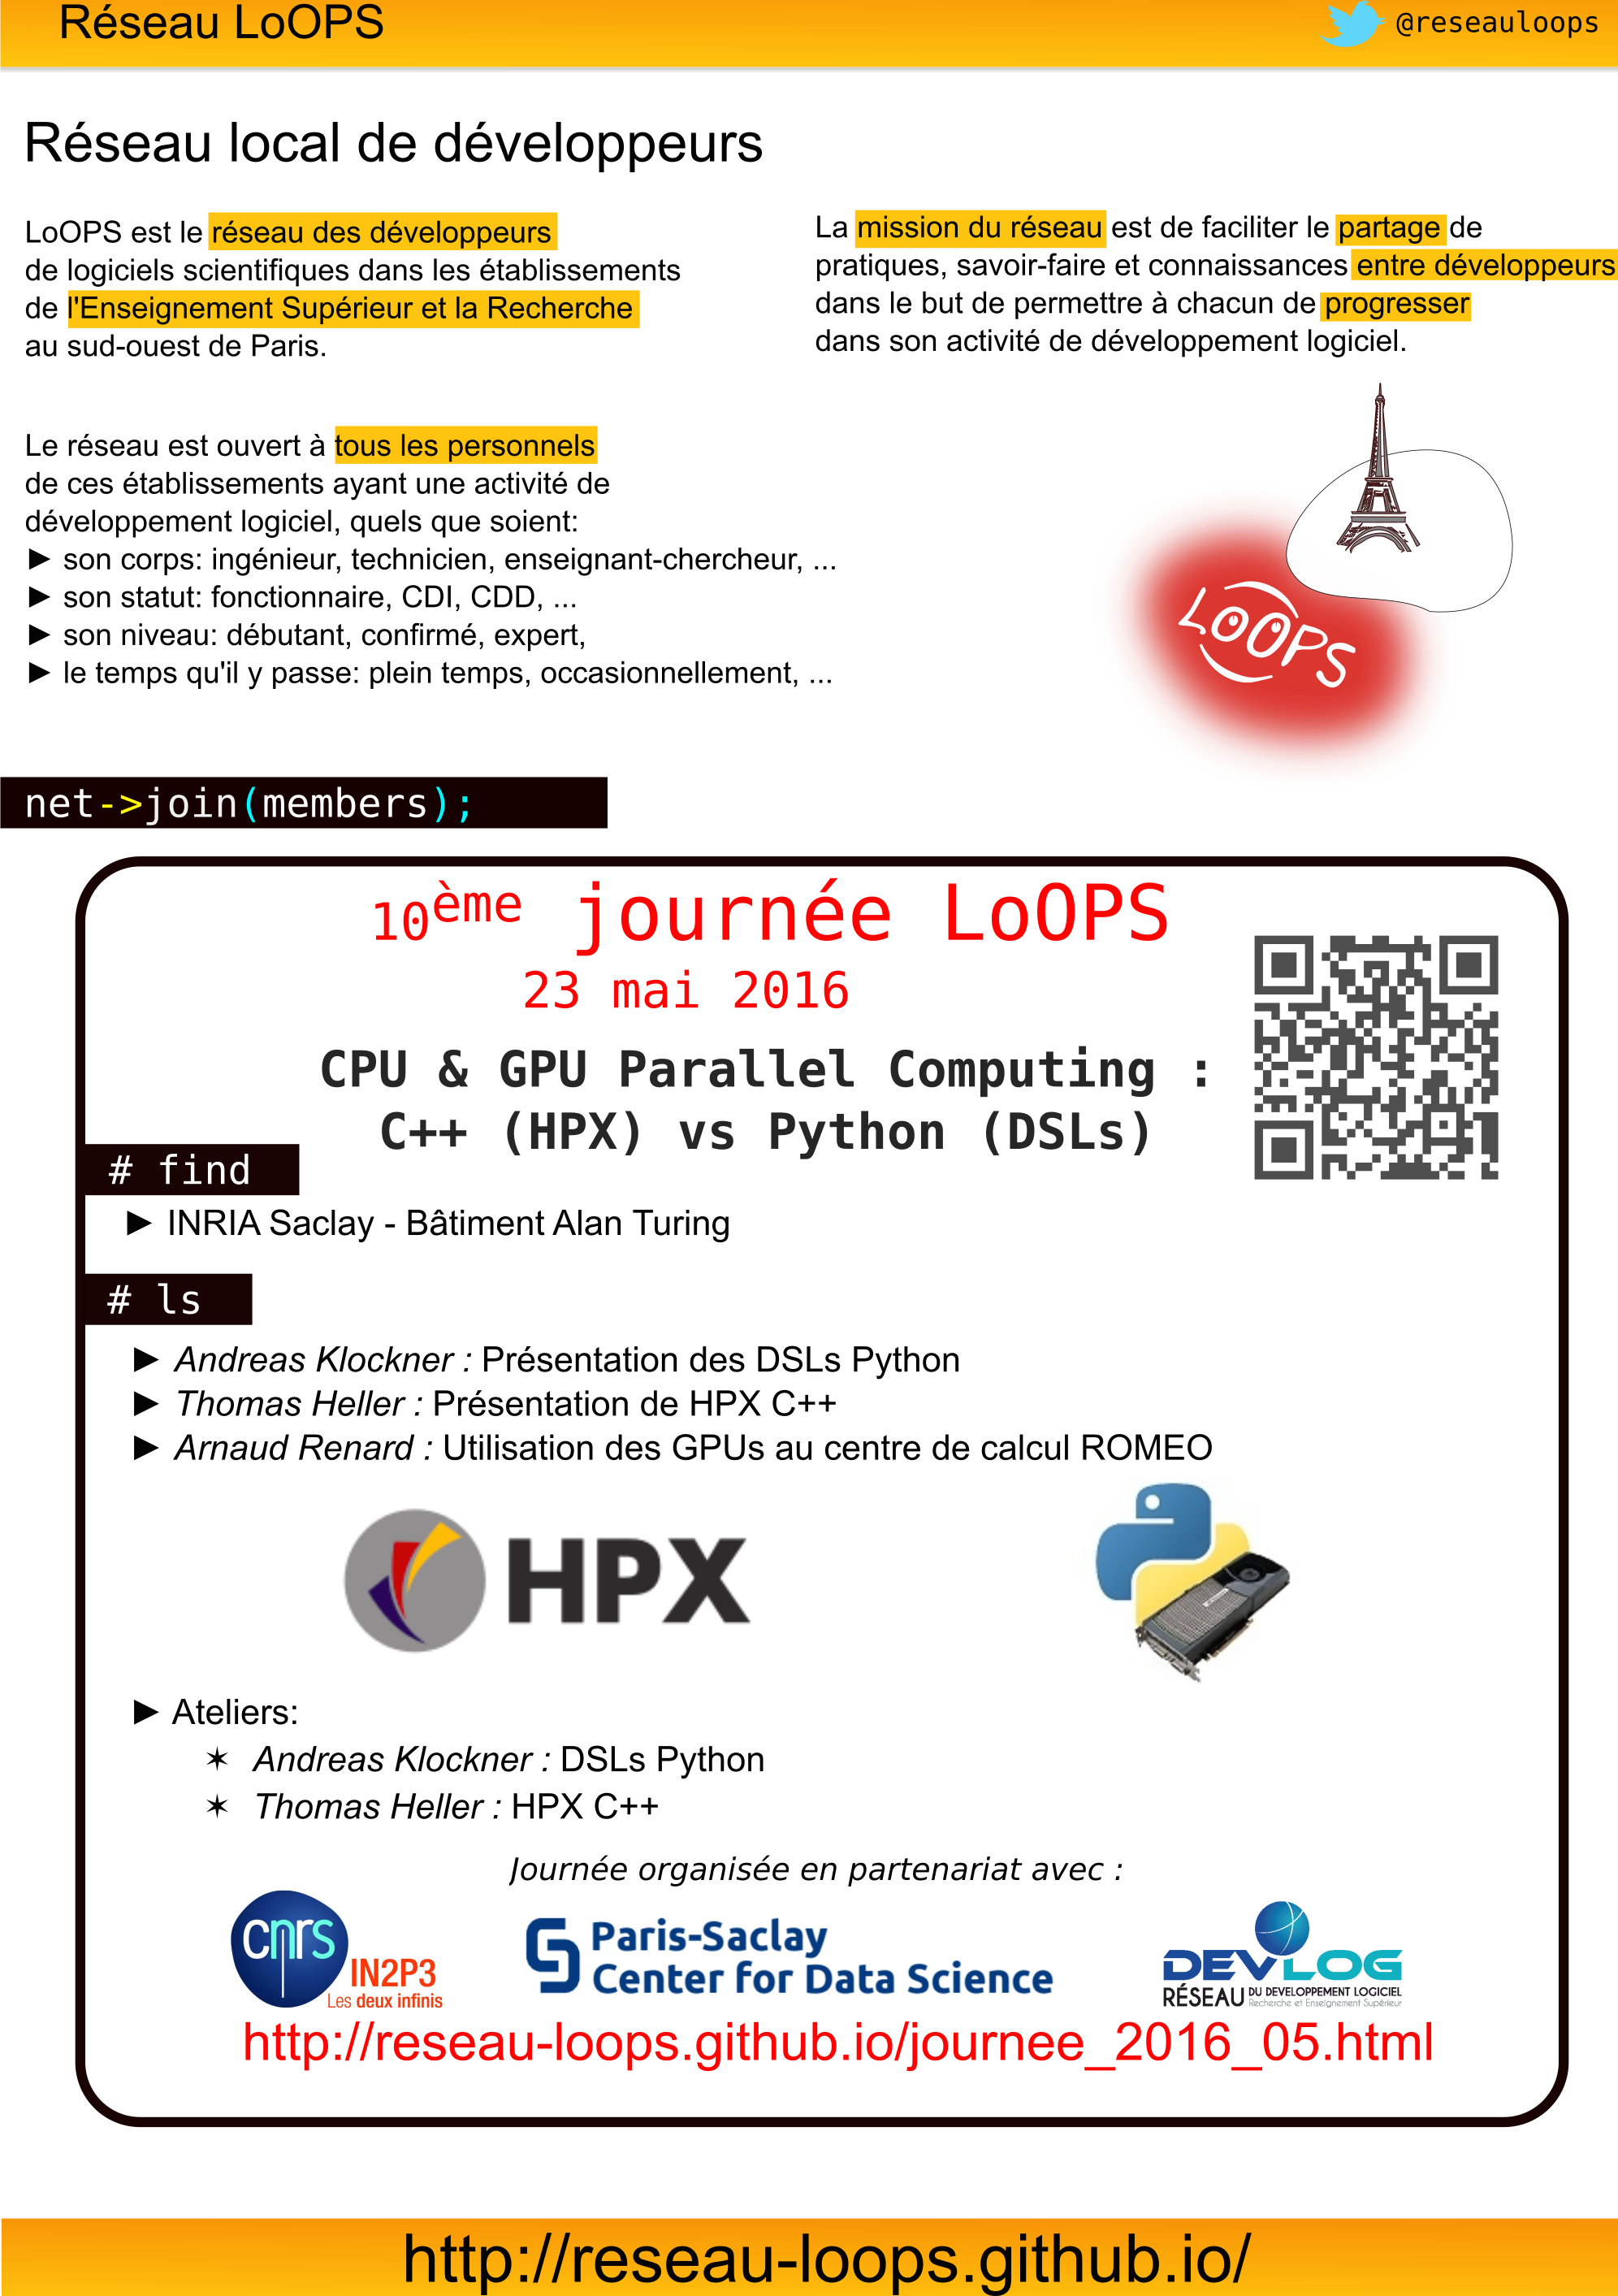 Réseau LoOPS
@reseauloops
Réseau local de développeurs
LoOPS est le réseau des développeurs
de logiciels scientifiques dans les établissements
de l'Enseignement Supérieur et la Recherche
au sud-ouest de Paris.
La mission du réseau est de faciliter le partage de
pratiques, savoir-faire et connaissances entre développeurs
dans le but de permettre à chacun de progresser
dans son activité de développement logiciel.
Le réseau est ouvert à tous les personnels
de ces établissements ayant une activité de
développement logiciel, quels que soient:
► son corps: ingénieur, technicien, enseignant-chercheur, ...
► son statut: fonctionnaire, CDI, CDD, ...
► son niveau: débutant, confirmé, expert,
► le temps qu'il y passe: plein temps, occasionnellement, ...
LoOPS
net->join(members);
10ème journée LoOPS
23 mai 2016
CPU & GPU Parallel Computing :
C++ (HPX) vs Python (DSLs)
# find
► INRIA Saclay - Bâtiment Alan Turing
# ls
► Andreas Klockner : Présentation des DSLs Python
► Thomas Heller : Présentation de HPX C++
► Arnaud Renard : Utilisation des GPUs au centre de calcul ROMEO
HPX
► Ateliers:
✶ Andreas Klockner : DSLs Python
✶ Thomas Heller : HPX C++
Journée organisée en partenariat avec :
cnrs
IN2P3
Les deux infinis
Paris-Saclay
Center for Data Science
DEVLOG
RÉSEAU DU DEVELOPPEMENT LOGICIEL
Recherche et Enseignement Supérieur
http://reseau-loops.github.io/journee_2016_05.html
http://reseau-loops.github.io/